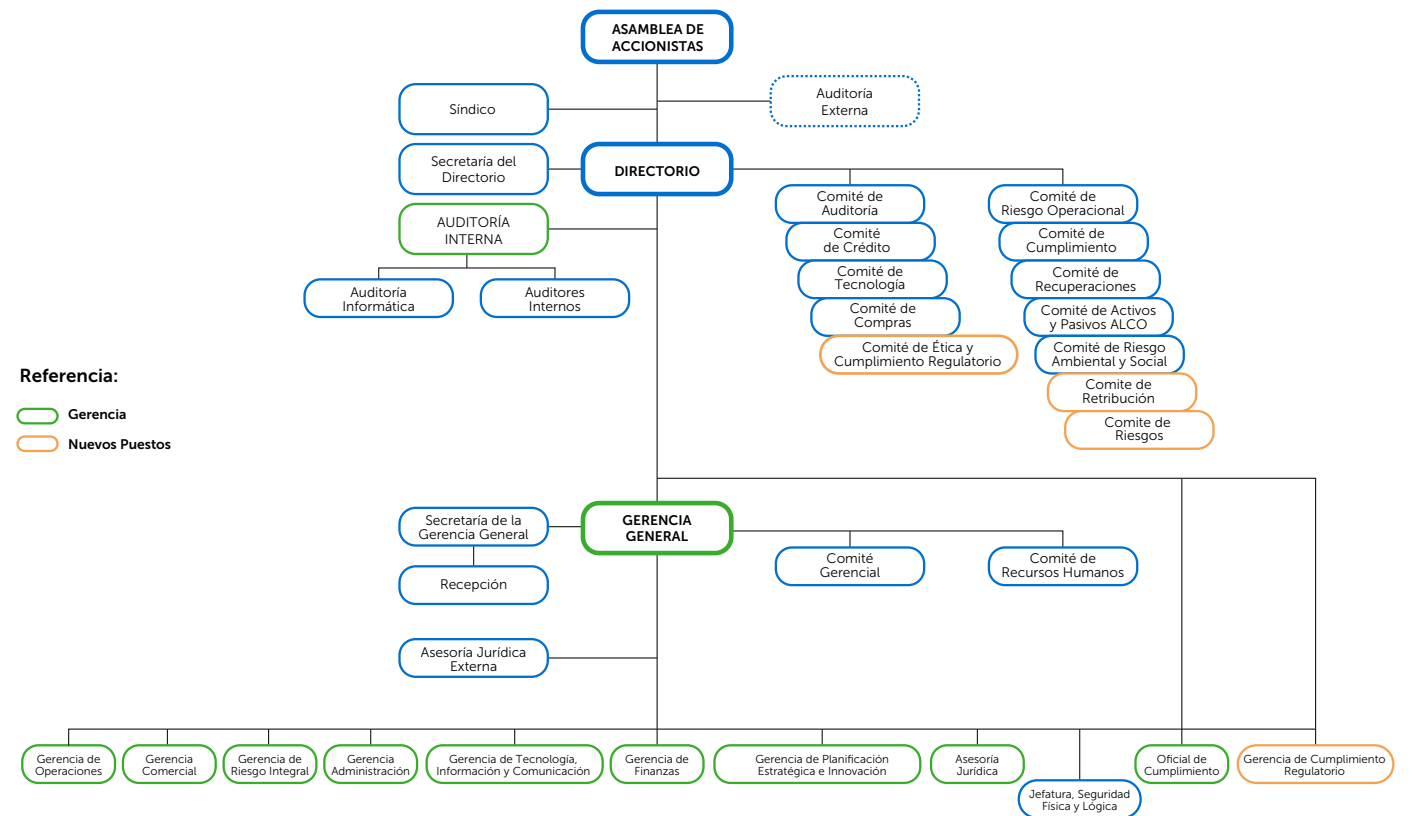 ASAMBLEA DE
ACCIONISTAS
Síndico
Auditoría
Externa
Secretaría del
Directorio
DIRECTORIO
AUDITORÍA
INTERNA
Auditoría
Informática
Auditores
Internos
Comité de
Auditoría
Comité
de Crédito
Comité de
Tecnología
Comité de
Compras
Comité de Ética y
Cumplimiento Regulatorio
Comité de
Riesgo Operacional
Comité de
Cumplimiento
Comité de
Recuperaciones
Comité de Activos
y Pasivos ALCO
Comité de Riesgo
Ambiental y Social
Comite de
Retribución
Comite de
Riesgos
Referencia:
Gerencia
Nuevos Puestos
Secretaría de la
Gerencia General
GERENCIA
GENERAL
Recepción
Comité
Gerencial
Comité de
Recursos Humanos
Asesoría Jurídica
Externa
Gerencia de
Operaciones
Gerencia
Comercial
Gerencia de
Riesgo Integral
Gerencia
Administración
Gerencia de Tecnología,
Información y Comunicación
Gerencia de
Finanzas
Gerencia de Planificación
Estratégica e Innovación
Asesoría
Jurídica
Jefatura, Seguridad
Física y Lógica
Oficial de
Cumplimiento
Gerencia de Cumplimiento
Regulatorio